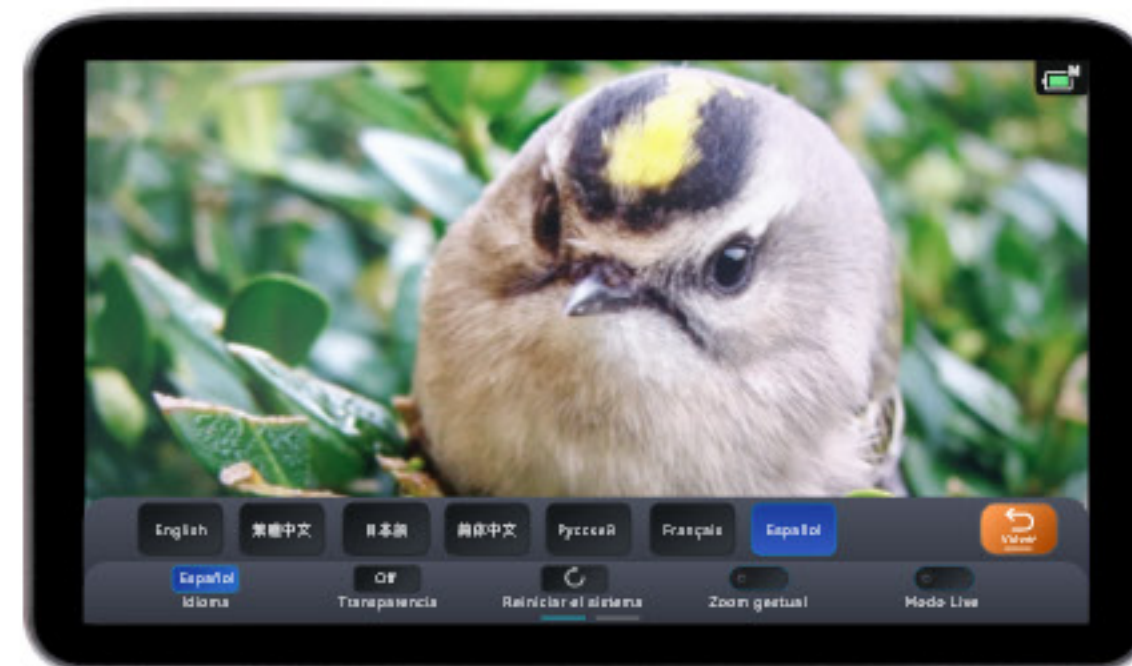 N
English
繁體中文
日本語
简体中文
Русский
Français
Español
Volver
Español
Off
Idioma
Transparencia
Reiniciar el sistema
Zoom gestual
Modo Live